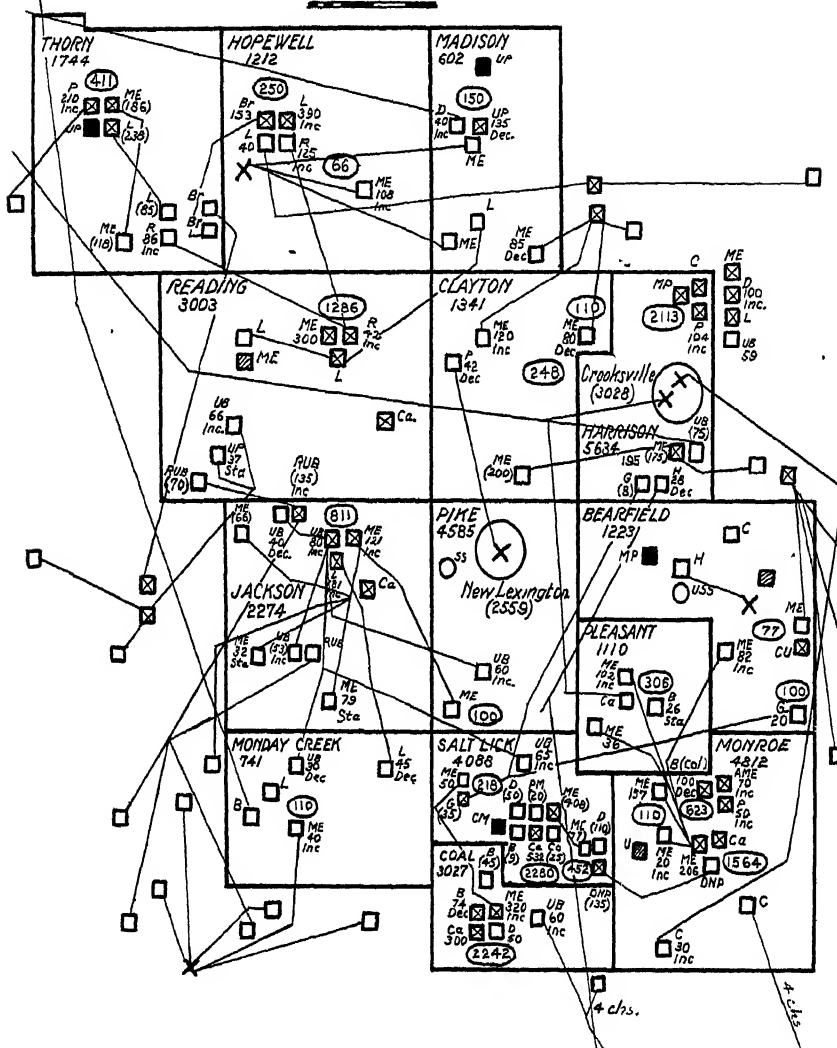 THORN
1744
411
P
210
Inc
ME
(186)
UP
L
(238)
L
(85)
ME
(118)
R
86
Inc
Br
Br
L
HOPEWELL
1212
250
Br
153
L
390
Inc
L
40
R
125
Inc
66
ME
108
Inc
ME
MADISON
602
UP
150
D
40
Inc
UP
135
Dec.
ME
L
ME
85
Dec
READING
3003
1286
L
ME
300
R
42
Inc
ME
L
UB
66
Inc.
Ca.
UP
37
Sta
RUB
(70)
RUB
(135)
Inc
CLAYTON
1341
110
ME
120
Inc
ME
80
Dec
P
42
Dec
248
ME
(200)
C
MP
2113
P
104
Inc
ME
D
100
Inc.
L
UB
59
Crooksville
(3028)
HARRISON
5634
UB
(75)
195
ME
(175)
G
(8)
H
28
Dec
ME
(66)
UB
40
Dec.
811
UB
80
Inc
ME
121
Inc
L
281
Inc
Ca
JACKSON
2274
ME
32
Sta
UB
(53)
Inc
RUB
ME
79
Sta
PIKE
4585
SS
New Lexington
(2559)
UB
60
Inc.
ME
100
BEARFIELD
1223
C
MP
H
USS
ME
77
CU
ME
82
Inc
100
G
20
PLEASANT
1110
ME
102
Inc
306
Ca
B
26
Sta
ME
36
MONDAY CREEK
741
UB
36
Dec
L
B
110
ME
40
Inc
L
45
Dec
SALT LICK
4088
UB
65
Inc
ME
50
218
G
(35)
D
(50)
PM
(20)
ME
(408)
CM
B
(9)
Ca
532
Co
(25)
ME
(77)
D
(110)
2280
452
DNP
(135)
COAL
3027
B
(45)
B
74
Dec
ME
320
Inc
UB
60
Inc
Ca
300
D
60
2242
MONROE
4812
B (Col)
100
Dec
AME
70
Inc
ME
157
P
50
Inc
110
623
U
ME
20
Inc
ME
206
Ca
1564
DNP
C
C
30
Inc
4 chs.
4 chs